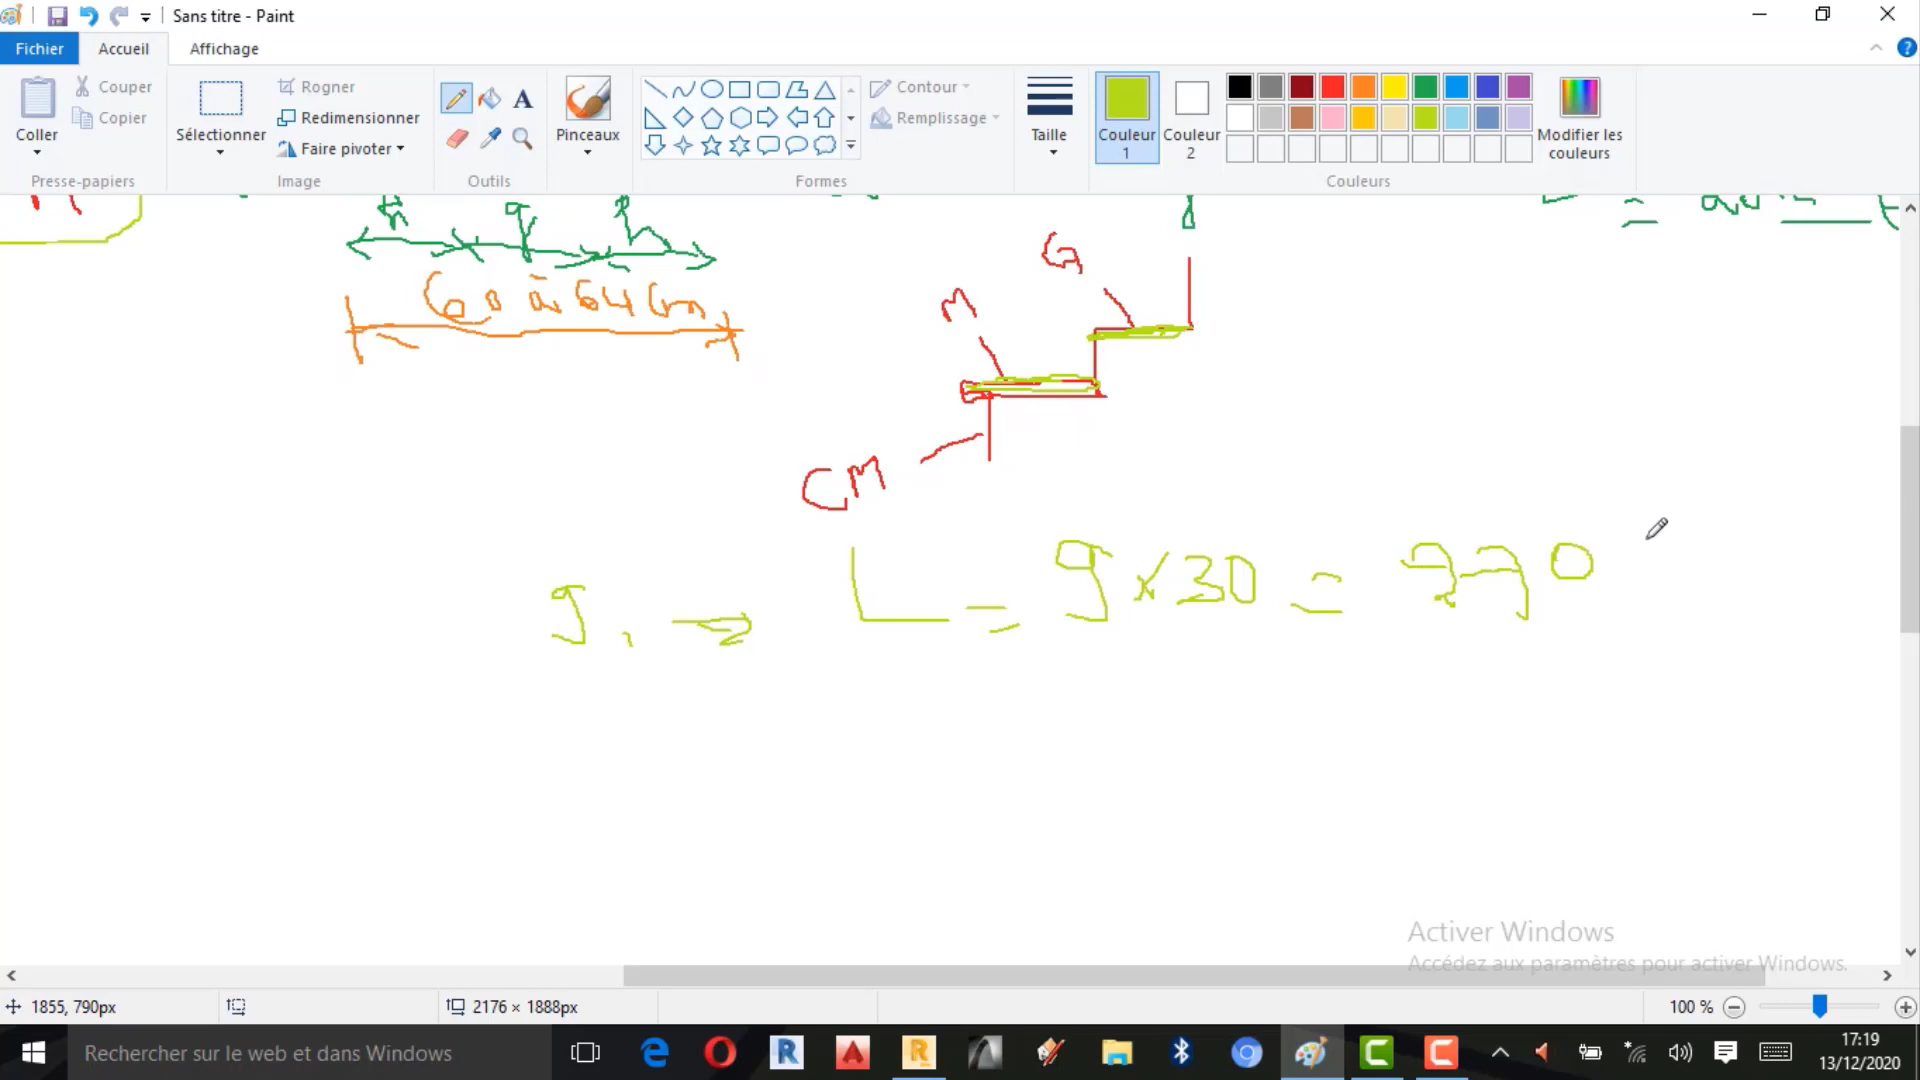 Sans titre - Paint
Fichier Accueil Affichage
Coller
Couper
Copier
Presse-papiers
Sélectionner
Rogner
Redimensionner
Faire pivoter
Image
A
Outils
Pinceaux
Formes
Contour
Remplissage
Taille
Couleur 1
Couleur 2
Modifier les couleurs
Couleurs
h g h
60 à 64 cm
G
M
CM
g. → L = 9 × 30 = 270
Activer Windows
Accédez aux paramètres pour activer Windows.
1855, 790px
2176 × 1888px
100 %
Rechercher sur le web et dans Windows
17:19
13/12/2020